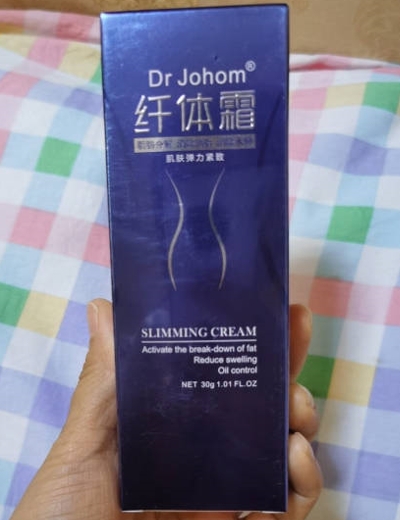 Dr Johom®
纤体霜
肌肤弹力紧致
SLIMMING CREAM
Activate the break-down of fat
Reduce swelling
Oil control
NET 30g 1.01 FL.OZ